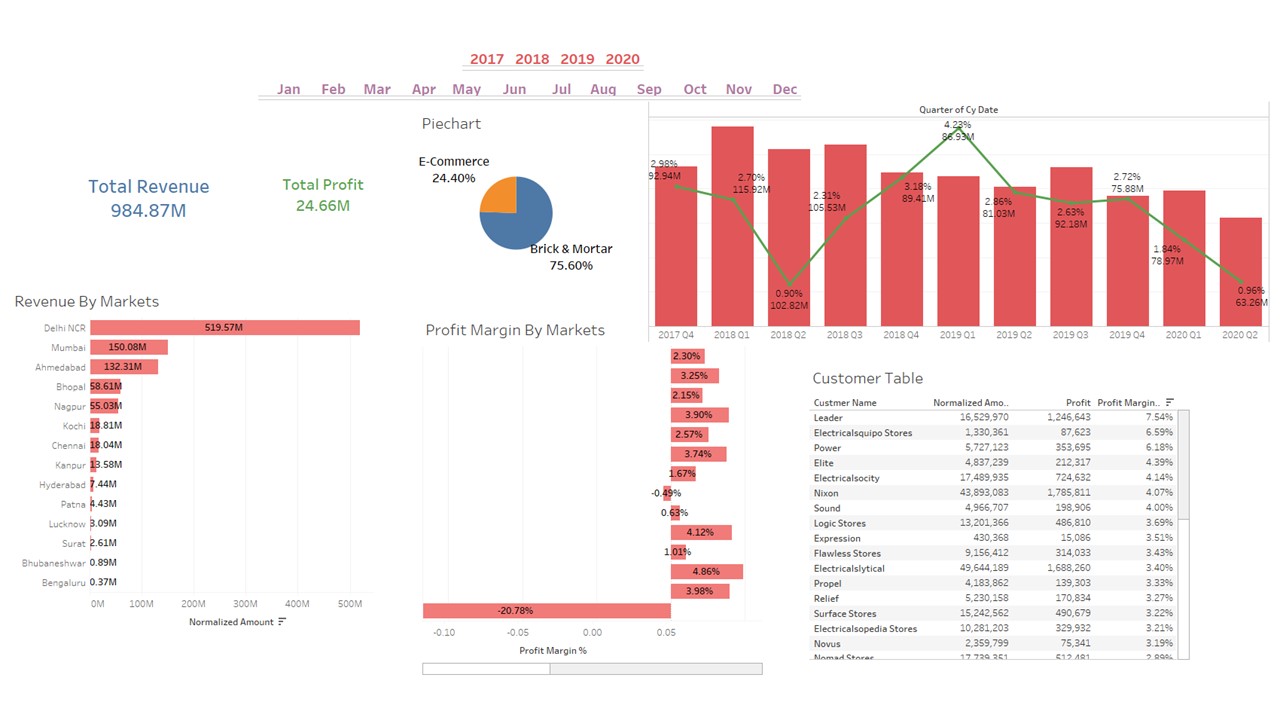 2017 2018 2019 2020
Jan Feb Mar Apr May Jun Jul Aug Sep Oct Nov Dec
Total Revenue
984.87M
Total Profit
24.66M
Piechart
E-Commerce
24.40%
Brick & Mortar
75.60%
Quarter of Cy Date
2.98%
92.94M
2.70%
115.92M
0.90%
102.82M
2.31%
105.53M
3.18%
89.41M
4.23%
86.93M
2.86%
81.03M
2.63%
92.18M
2.72%
75.88M
1.84%
78.97M
0.96%
63.26M
2017 Q4 2018 Q1 2018 Q2 2018 Q3 2018 Q4 2019 Q1 2019 Q2 2019 Q3 2019 Q4 2020 Q1 2020 Q2
Revenue By Markets
Delhi NCR 519.57M
Mumbai 150.08M
Ahmedabad 132.31M
Bhopal 58.61M
Nagpur 55.03M
Kochi 18.81M
Chennai 18.04M
Kanpur 13.58M
Hyderabad 7.44M
Patna 4.43M
Lucknow 3.09M
Surat 2.61M
Bhubaneshwar 0.89M
Bengaluru 0.37M
0M 100M 200M 300M 400M 500M
Normalized Amount
Profit Margin By Markets
2.30%
3.25%
2.15%
3.90%
2.57%
3.74%
1.67%
-0.49%
0.63%
4.12%
1.01%
4.86%
3.98%
-20.78%
-0.10 -0.05 0.00 0.05
Profit Margin %
Customer Table
Custmer Name Normalized Amo.. Profit Profit Margin..
Leader 16,529,970 1,246,643 7.54%
Electricalsquipo Stores 1,330,361 87,623 6.59%
Power 5,727,123 353,695 6.18%
Elite 4,837,239 212,317 4.39%
Electricalsocity 17,489,935 724,632 4.14%
Nixon 43,893,083 1,785,811 4.07%
Sound 4,966,707 198,906 4.00%
Logic Stores 13,201,366 486,810 3.69%
Expression 430,368 15,086 3.51%
Flawless Stores 9,156,412 314,033 3.43%
Electricalslytical 49,644,189 1,688,260 3.40%
Propel 4,183,862 139,303 3.33%
Relief 5,230,158 170,834 3.27%
Surface Stores 15,242,562 490,679 3.22%
Electricalsopedia Stores 10,281,203 329,932 3.21%
Novus 2,359,799 75,341 3.19%
Nomad Stores 17,739,351 512,481 2.89%